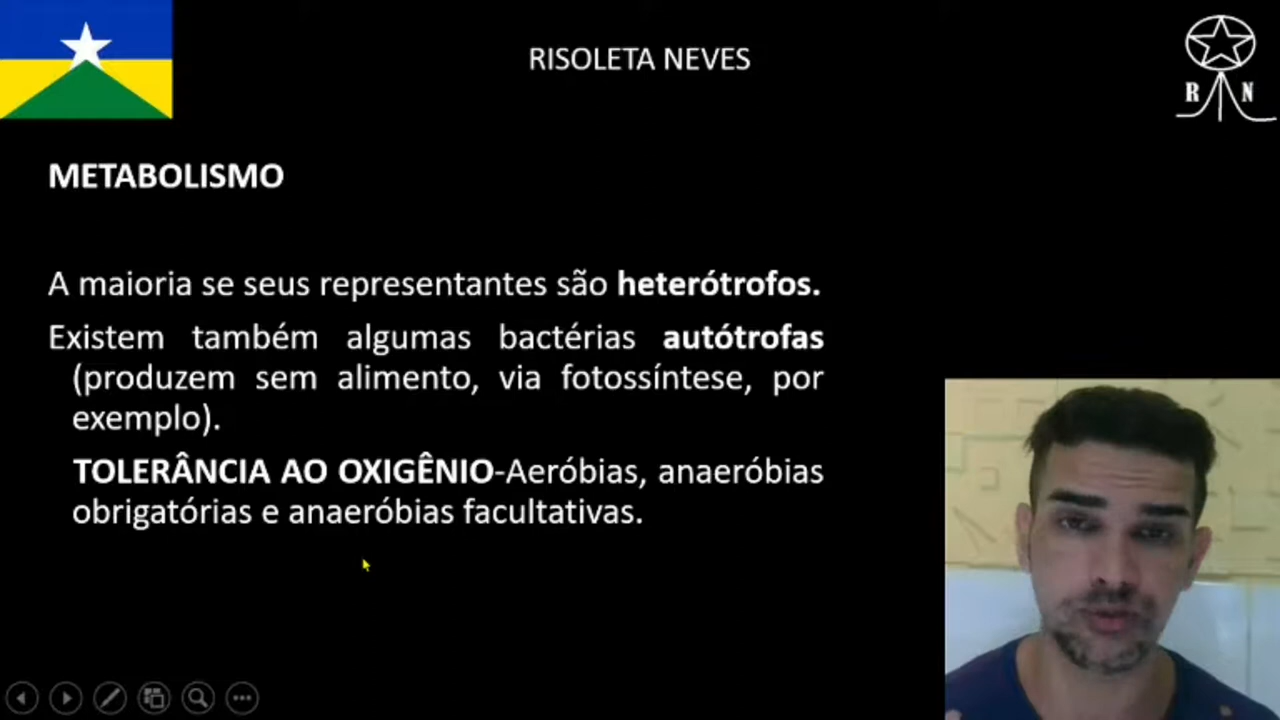 RISOLETA NEVES
R N
METABOLISMO
A maioria se seus representantes são heterótrofos.
Existem também algumas bactérias autótrofas
(produzem sem alimento, via fotossíntese, por
exemplo).
TOLERÂNCIA AO OXIGÊNIO-Aeróbias, anaeróbias
obrigatórias e anaeróbias facultativas.